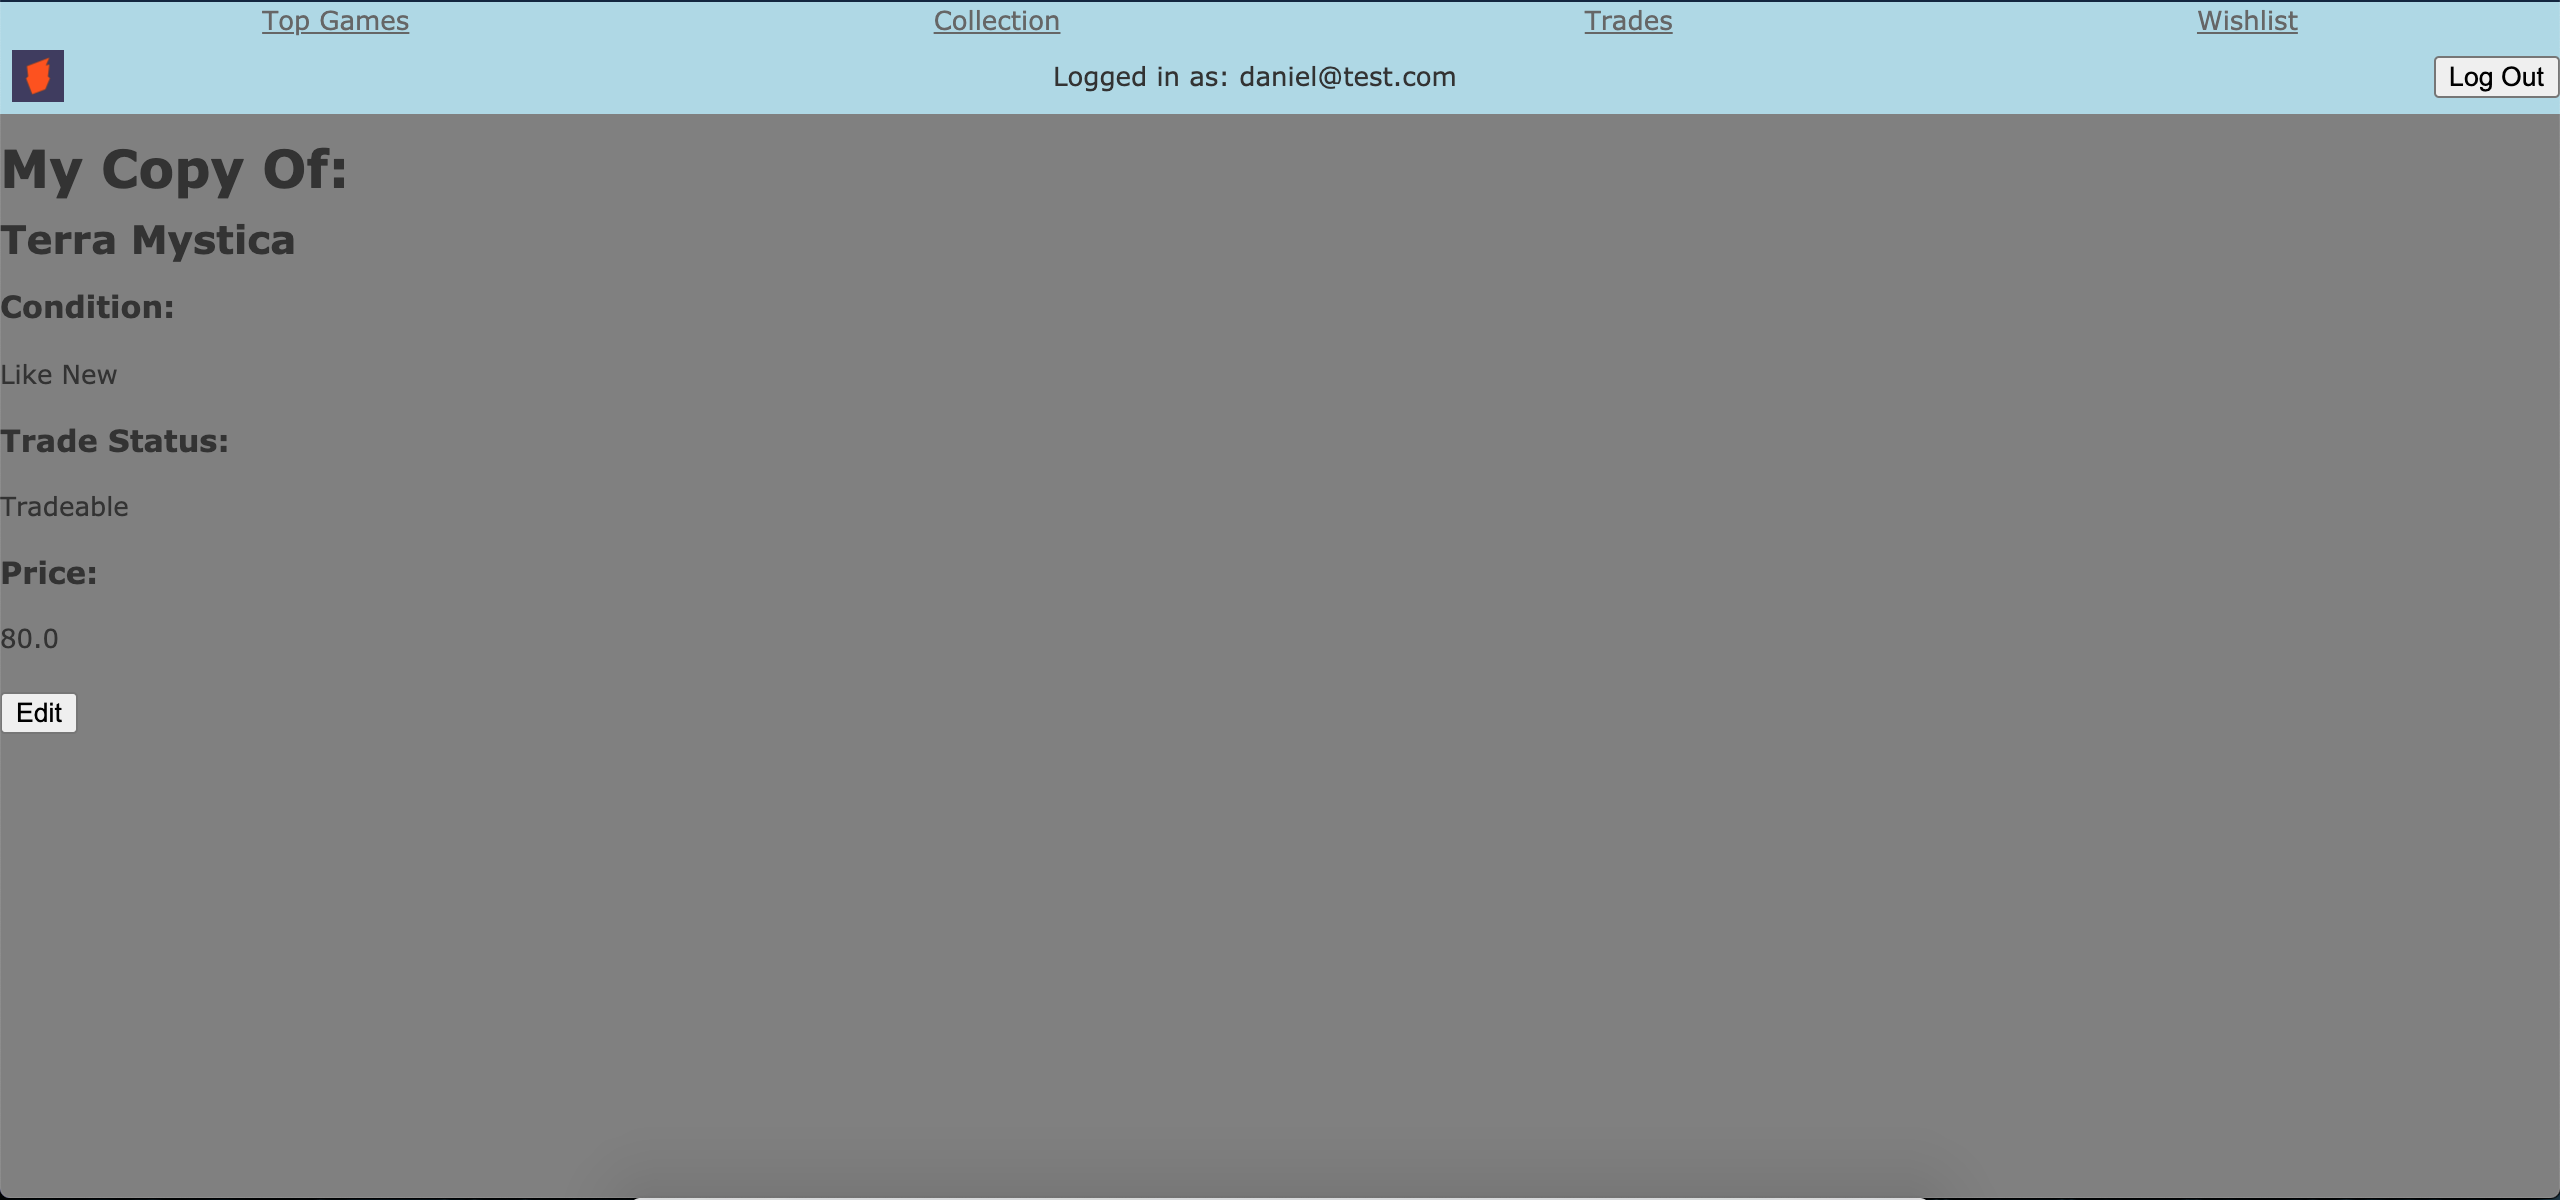 Top Games Collection Trades Wishlist
Logged in as: daniel@test.com Log Out
My Copy Of:
Terra Mystica
Condition:
Like New
Trade Status:
Tradeable
Price:
80.0
Edit